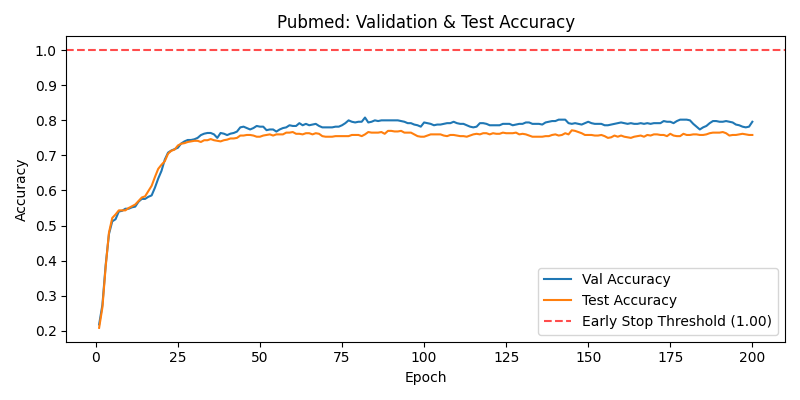 Pubmed: Validation & Test Accuracy
Accuracy
1.0
0.9
0.8
0.7
0.6
0.5
0.4
0.3
0.2
Val Accuracy
Test Accuracy
Early Stop Threshold (1.00)
0 25 50 75 100 125 150 175 200
Epoch